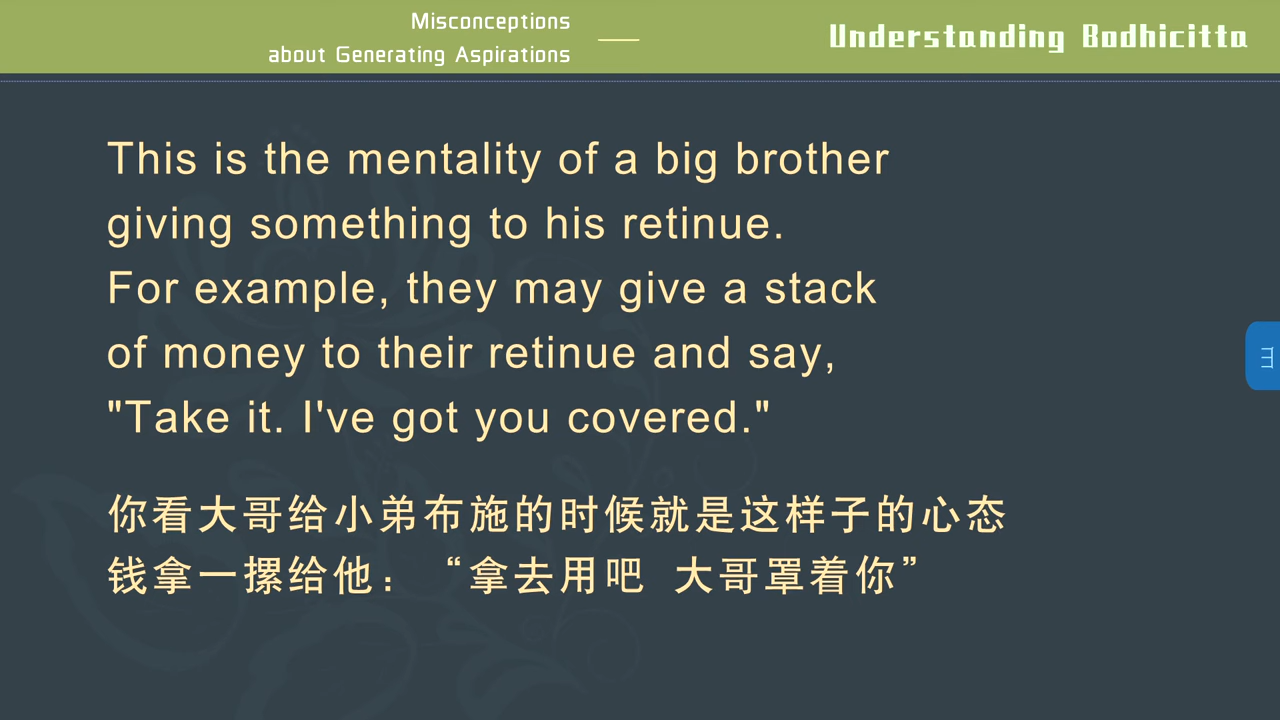 Misconceptions
about Generating Aspirations
Understanding Bodhicitta
This is the mentality of a big brother
giving something to his retinue.
For example, they may give a stack
of money to their retinue and say,
"Take it. I've got you covered."
你看大哥给小弟布施的时候就是这样子的心态
钱拿一摞给他：“拿去用吧 大哥罩着你”